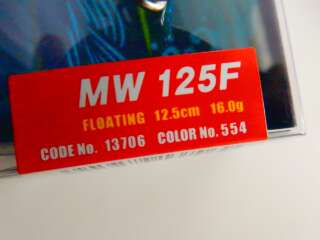 MW 125F
FLOATING 12.5cm 16.0g
CODE No. 13706 COLOR No. 554